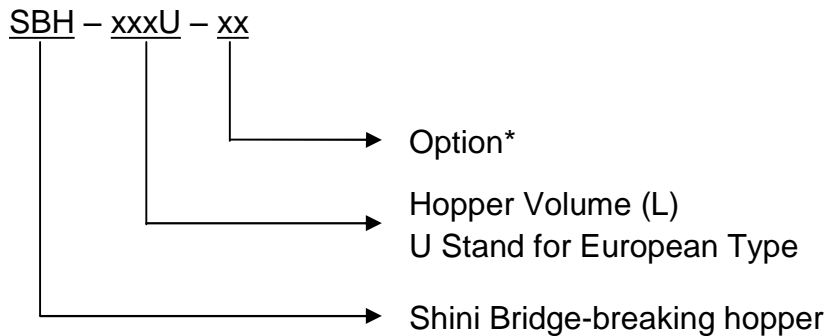 SBH – xxxU – xx
Option*
Hopper Volume (L)
U Stand for European Type
Shini Bridge-breaking hopper